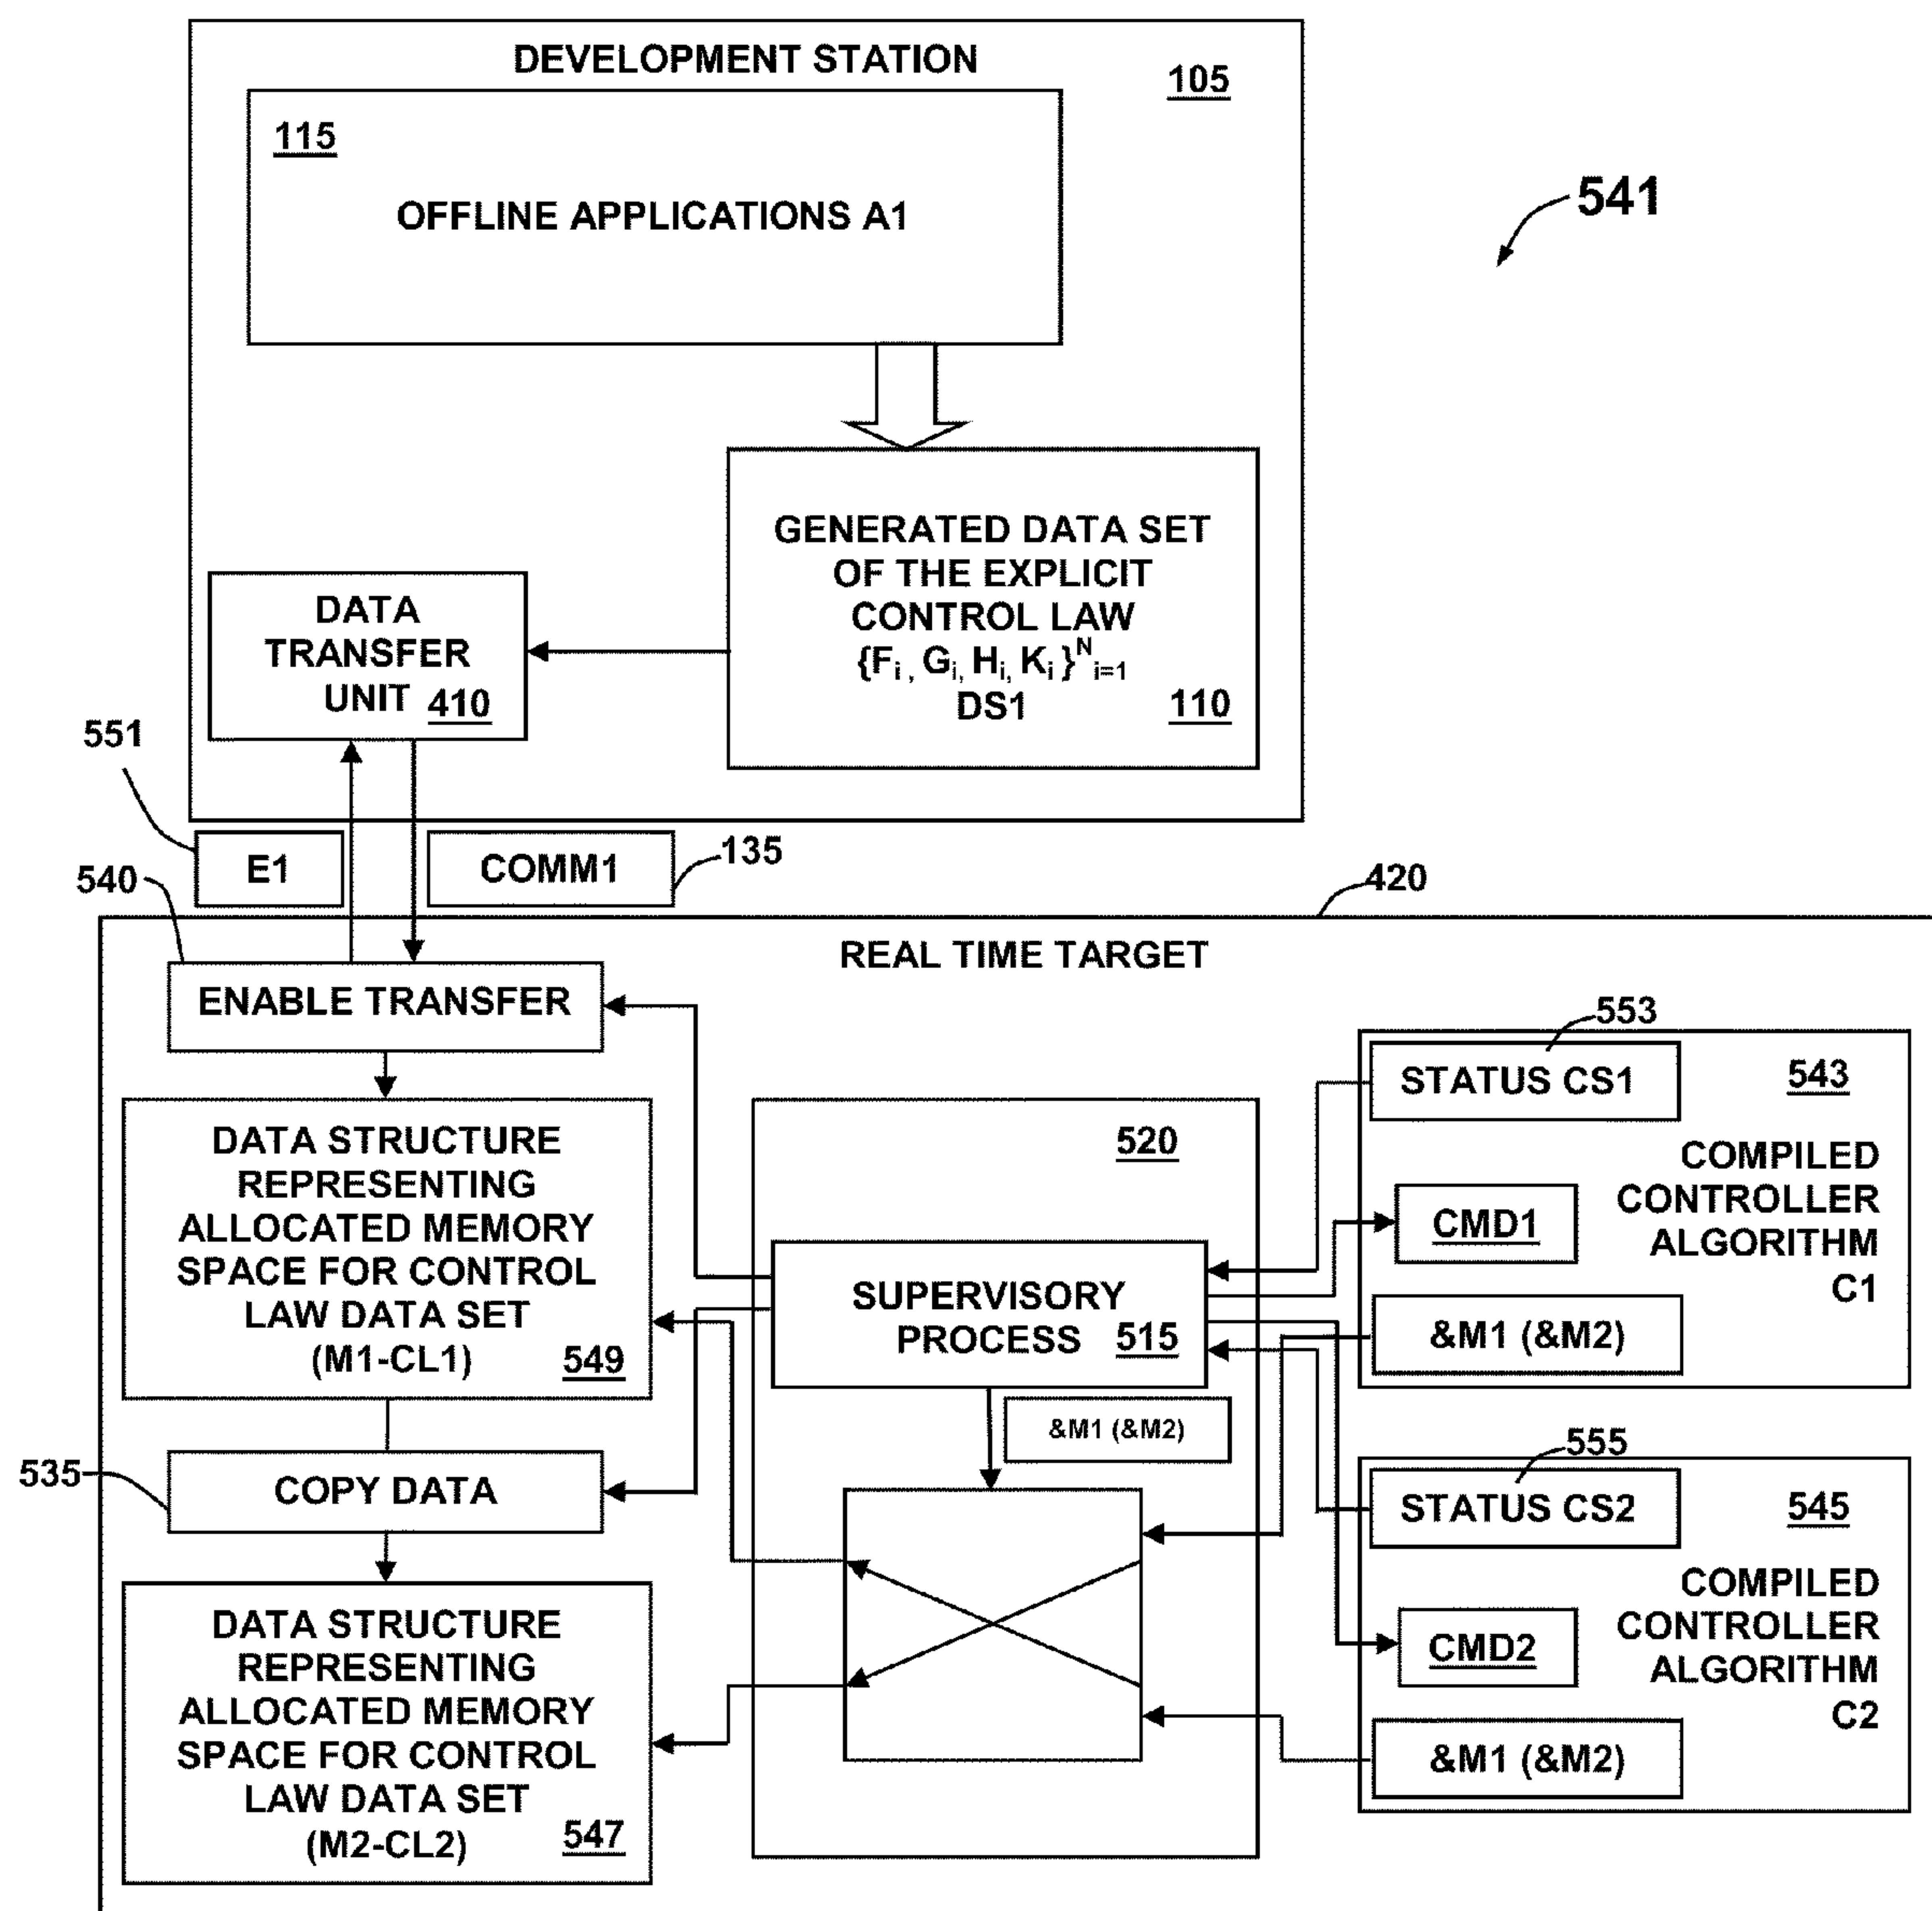 DEVELOPMENT STATION
105
115
OFFLINE APPLICATIONS A1
541
GENERATED DATA SET
OF THE EXPLICIT
CONTROL LAW
{Fi , Gi, Hi, Ki }^N i=1
DS1
110
DATA
TRANSFER
UNIT
410
551
E1
COMM1
135
540
420
REAL TIME TARGET
ENABLE TRANSFER
553
STATUS CS1
543
DATA STRUCTURE
REPRESENTING
ALLOCATED MEMORY
SPACE FOR CONTROL
LAW DATA SET
(M1-CL1)
549
520
COMPILED
CONTROLLER
ALGORITHM
C1
CMD1
SUPERVISORY
PROCESS
515
&M1 (&M2)
&M1 (&M2)
535
COPY DATA
555
STATUS CS2
545
DATA STRUCTURE
REPRESENTING
ALLOCATED MEMORY
SPACE FOR CONTROL
LAW DATA SET
(M2-CL2)
547
COMPILED
CONTROLLER
ALGORITHM
C2
CMD2
&M1 (&M2)